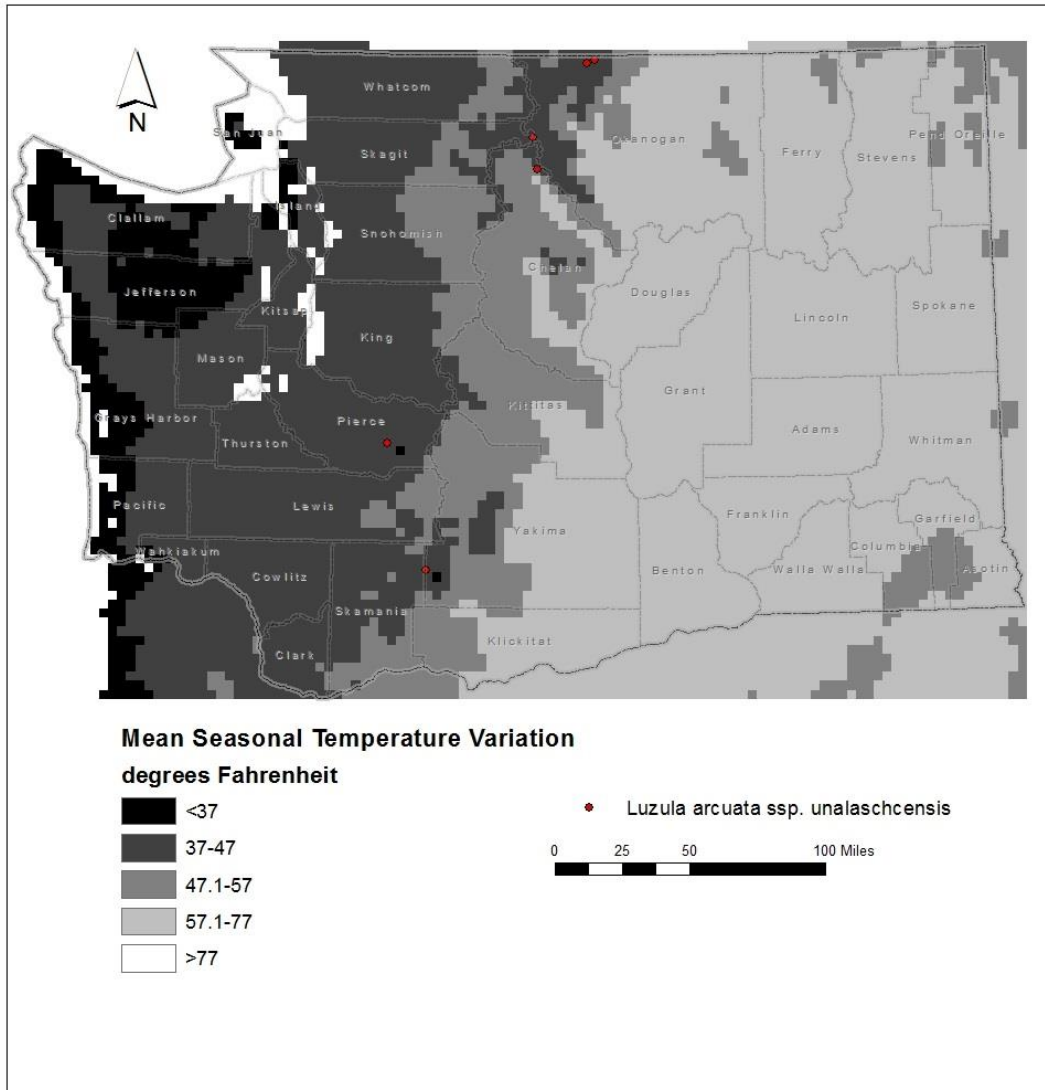 N
Whatcom
San Juan
Okanogan
Pend Oreille
Ferry
Stevens
Skagit
Island
Clallam
Snohomish
Chelan
Jefferson
Douglas
Kitsap
Lincoln
Spokane
King
Mason
Grant
Kittitas
Grays Harbor
Pierce
Adams
Thurston
Whitman
Pacific
Lewis
Yakima
Franklin
Garfield
Wahkiakum
Columbia
Cowlitz
Benton
Walla Walla
Asotin
Skamania
Klickitat
Clark
Mean Seasonal Temperature Variation
degrees Fahrenheit
<37
37-47
47.1-57
57.1-77
>77
Luzula arcuata ssp. unalaschcensis
0 25 50 100 Miles